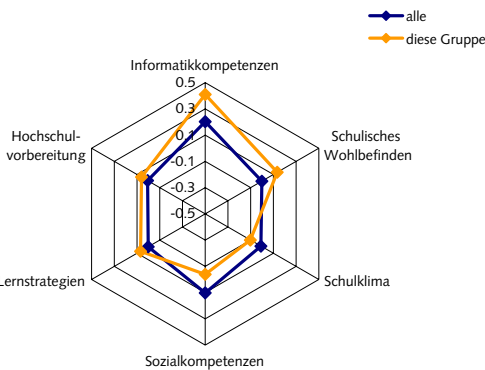 alle
diese Gruppe
Informatikkompetenzen
0.5
0.3
0.1
-0.1
-0.3
-0.5
Hochschul-
vorbereitung
Schulisches
Wohlbefinden
Lernstrategien
Schulklima
Sozialkompetenzen